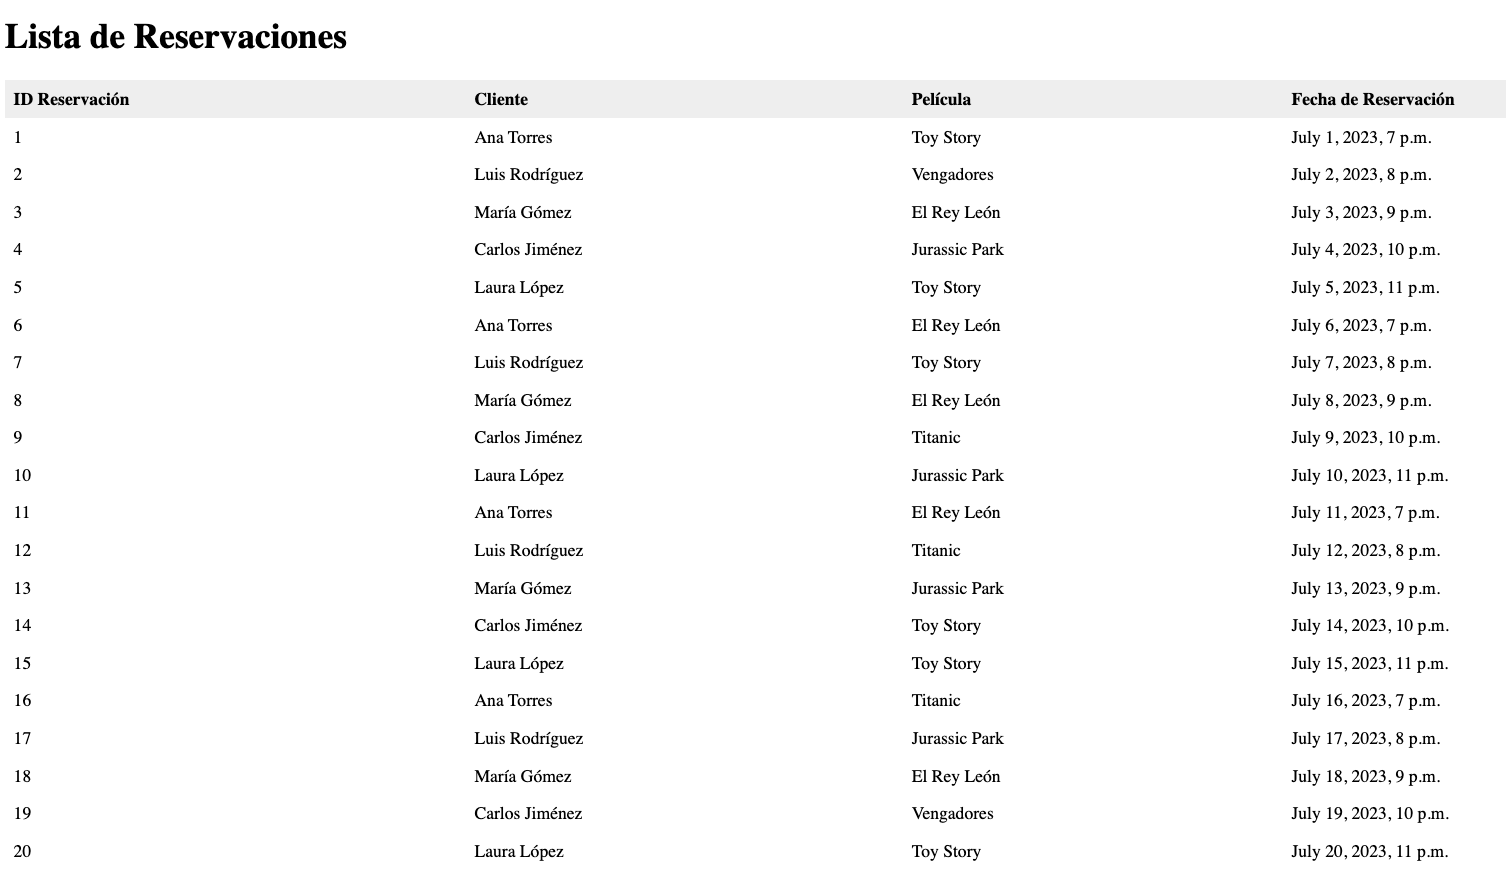 Lista de Reservaciones
ID Reservación Cliente Película Fecha de Reservación
1 Ana Torres Toy Story July 1, 2023, 7 p.m.
2 Luis Rodríguez Vengadores July 2, 2023, 8 p.m.
3 María Gómez El Rey León July 3, 2023, 9 p.m.
4 Carlos Jiménez Jurassic Park July 4, 2023, 10 p.m.
5 Laura López Toy Story July 5, 2023, 11 p.m.
6 Ana Torres El Rey León July 6, 2023, 7 p.m.
7 Luis Rodríguez Toy Story July 7, 2023, 8 p.m.
8 María Gómez El Rey León July 8, 2023, 9 p.m.
9 Carlos Jiménez Titanic July 9, 2023, 10 p.m.
10 Laura López Jurassic Park July 10, 2023, 11 p.m.
11 Ana Torres El Rey León July 11, 2023, 7 p.m.
12 Luis Rodríguez Titanic July 12, 2023, 8 p.m.
13 María Gómez Jurassic Park July 13, 2023, 9 p.m.
14 Carlos Jiménez Toy Story July 14, 2023, 10 p.m.
15 Laura López Toy Story July 15, 2023, 11 p.m.
16 Ana Torres Titanic July 16, 2023, 7 p.m.
17 Luis Rodríguez Jurassic Park July 17, 2023, 8 p.m.
18 María Gómez El Rey León July 18, 2023, 9 p.m.
19 Carlos Jiménez Vengadores July 19, 2023, 10 p.m.
20 Laura López Toy Story July 20, 2023, 11 p.m.